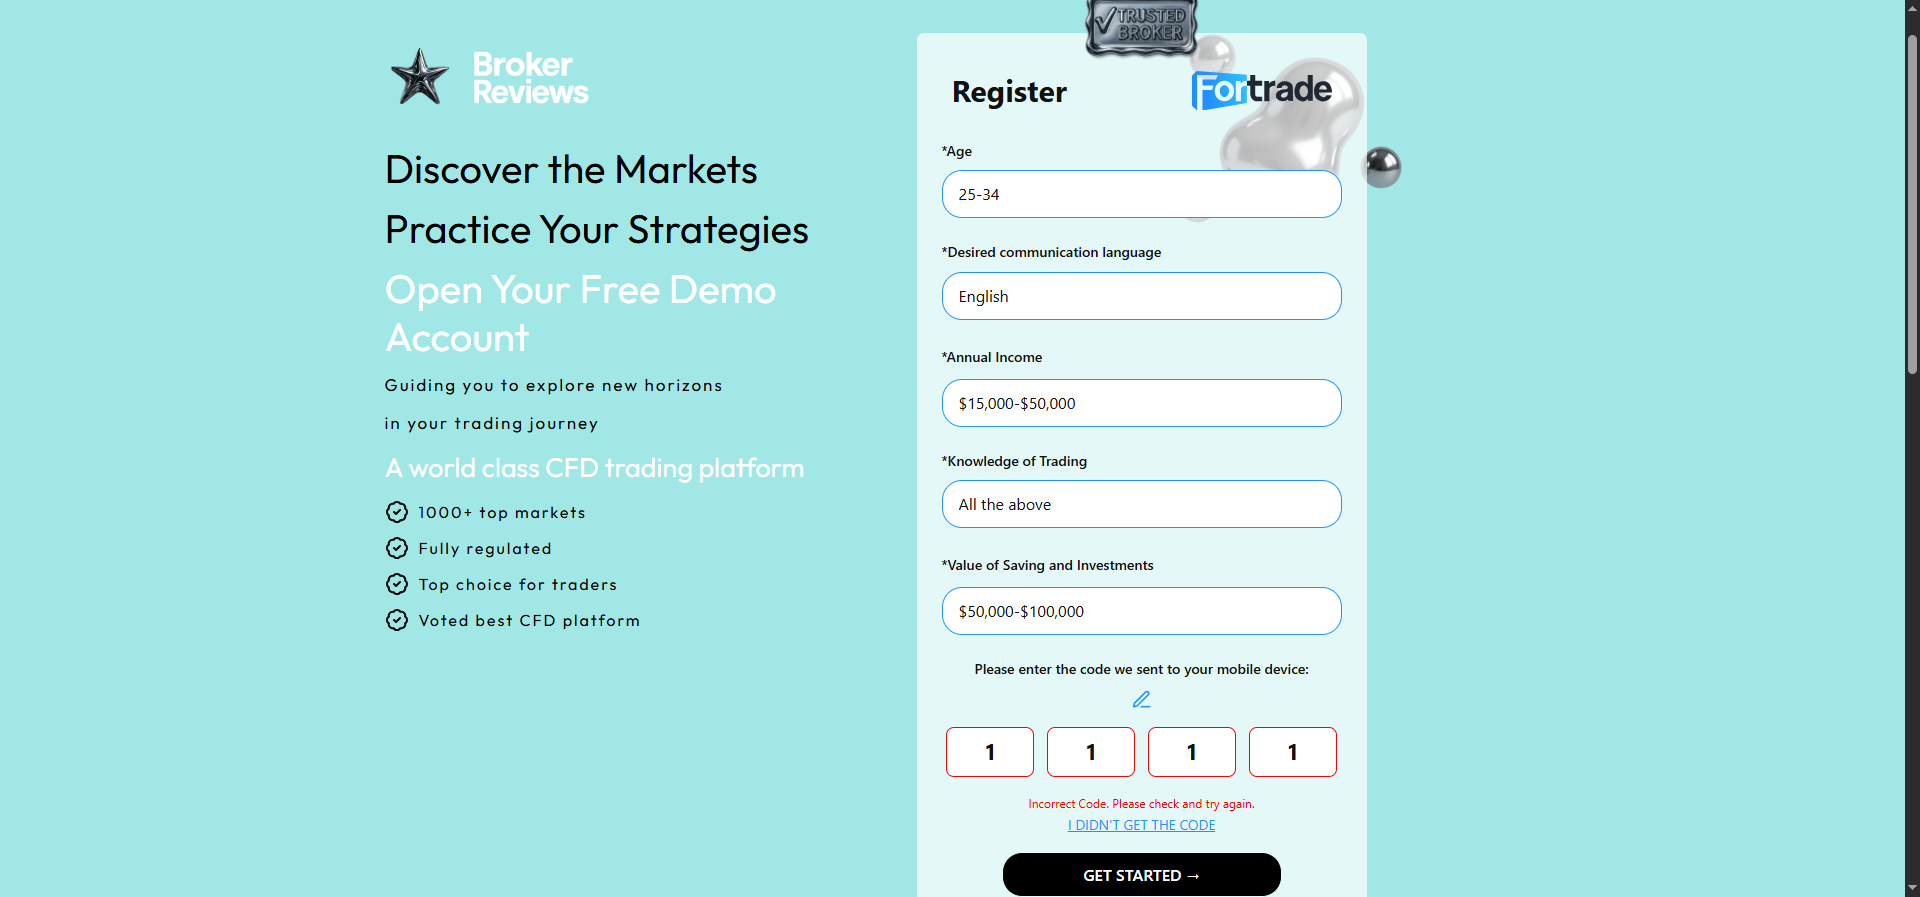 TRUSTED
BROKER
Broker
Reviews
Discover the Markets
Practice Your Strategies
Open Your Free Demo
Account
Guiding you to explore new horizons
in your trading journey
A world class CFD trading platform
1000+ top markets
Fully regulated
Top choice for traders
Voted best CFD platform
Register
Fortrade
*Age
25-34
*Desired communication language
English
*Annual Income
$15,000-$50,000
*Knowledge of Trading
All the above
*Value of Saving and Investments
$50,000-$100,000
Please enter the code we sent to your mobile device:
1 1 1 1
Incorrect Code. Please check and try again.
I DIDN'T GET THE CODE
GET STARTED →